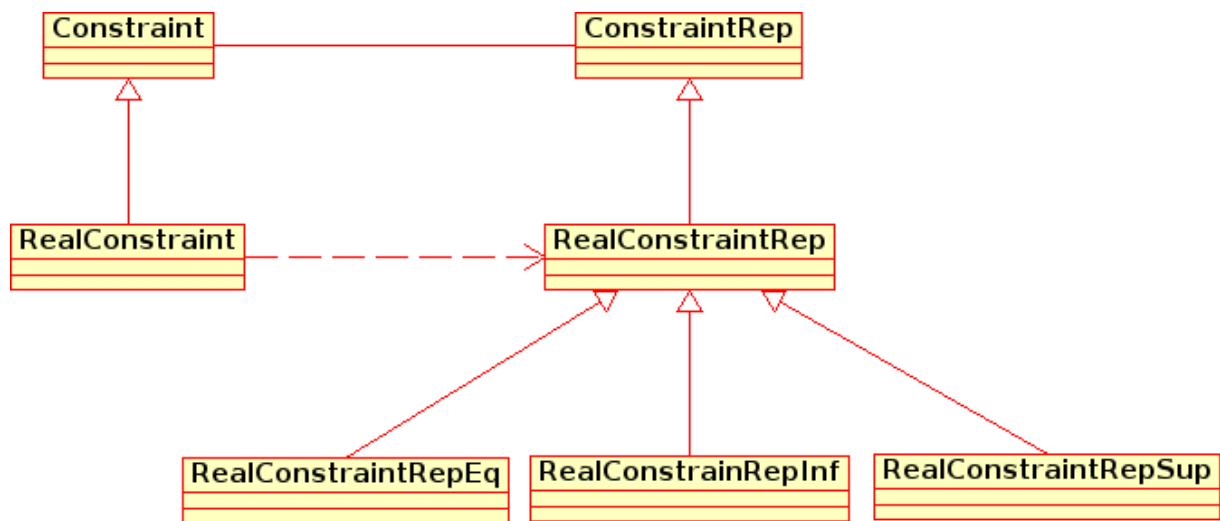 Constraint
ConstraintRep
RealConstraint
RealConstraintRep
RealConstraintRepEq
RealConstrainRepInf
RealConstraintRepSup